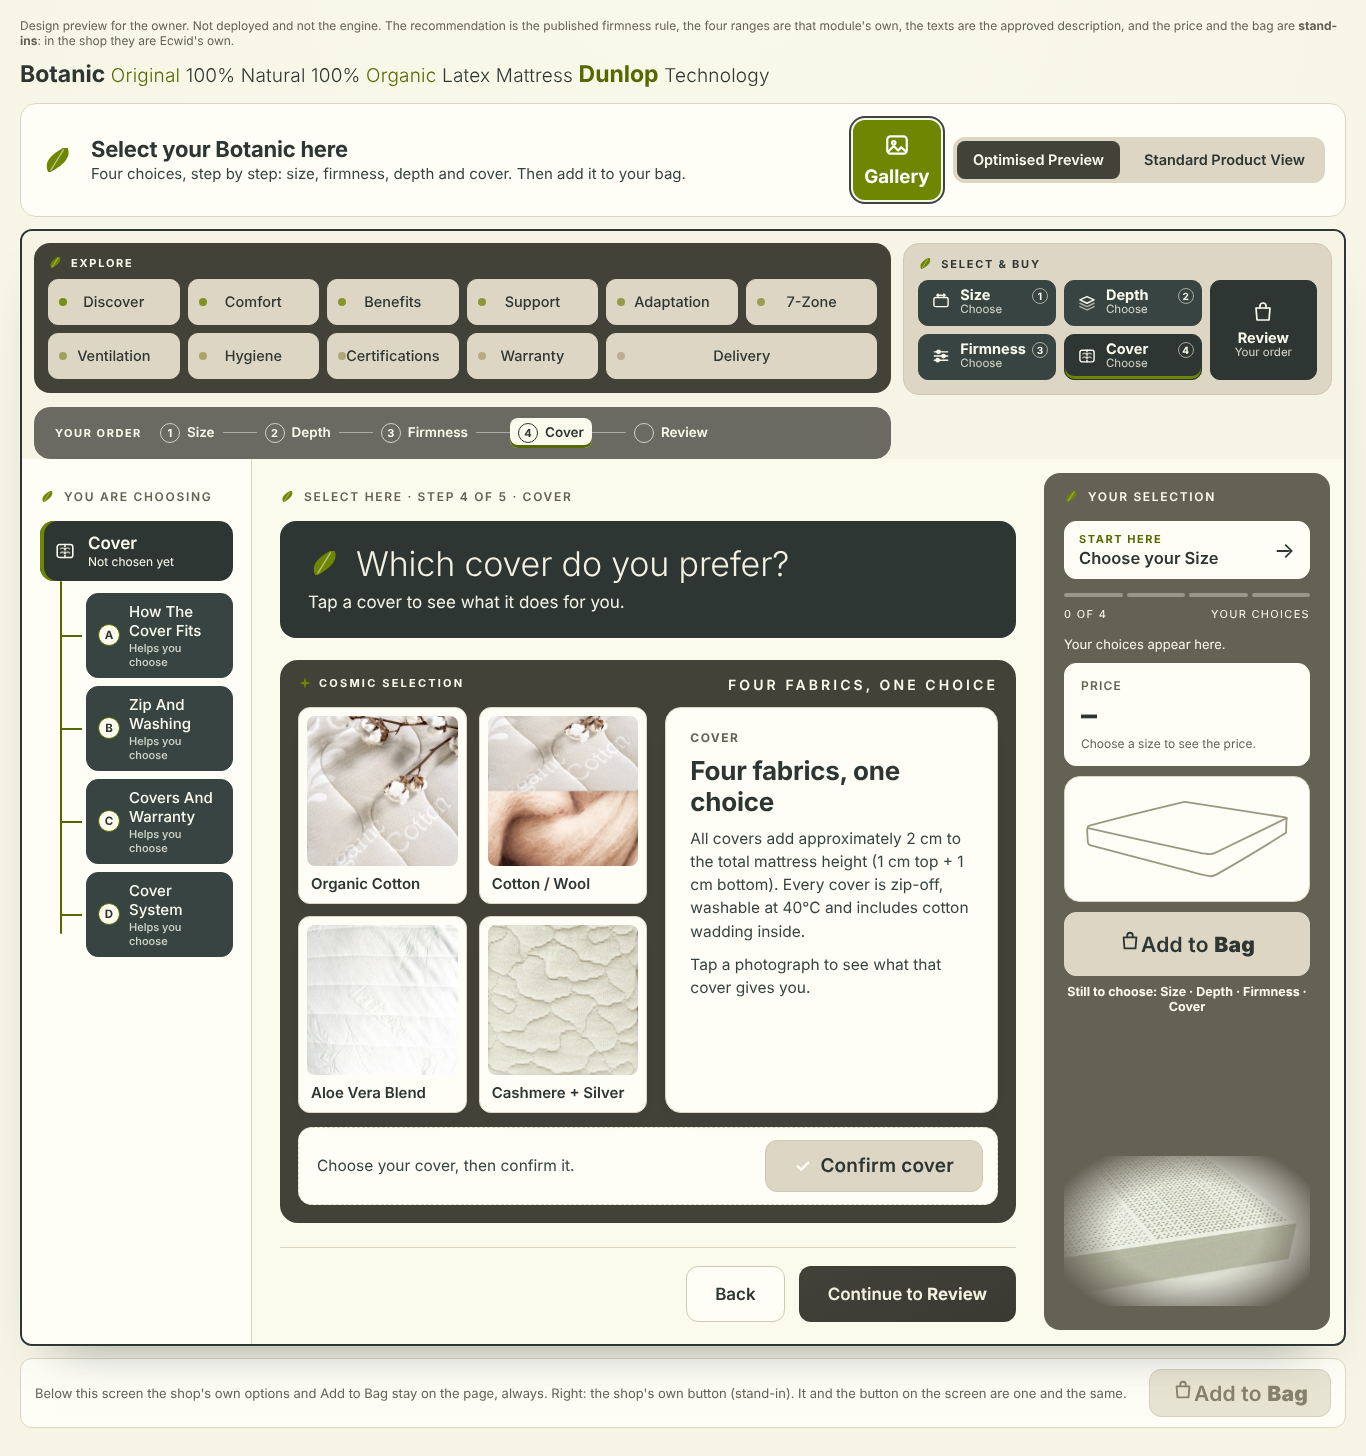 Design preview for the owner. Not deployed and not the engine. The recommendation is the published firmness rule, the four ranges are that module's own, the texts are the approved description, and the price and the bag are stand-
ins: in the shop they are Ecwid's own.
Botanic Original 100% Natural 100% Organic Latex Mattress Dunlop Technology
Select your Botanic here
Four choices, step by step: size, firmness, depth and cover. Then add it to your bag.
Gallery
Optimised Preview
Standard Product View
EXPLORE
Discover
Comfort
Benefits
Support
Adaptation
7-Zone
Ventilation
Hygiene
Certifications
Warranty
Delivery
SELECT & BUY
Size
Choose
1
Depth
Choose
2
Firmness
Choose
3
Cover
Choose
4
Review
Your order
YOUR ORDER
1 Size
2 Depth
3 Firmness
4 Cover
Review
YOU ARE CHOOSING
Cover
Not chosen yet
A
How The
Cover Fits
Helps you
choose
B
Zip And
Washing
Helps you
choose
C
Covers And
Warranty
Helps you
choose
D
Cover
System
Helps you
choose
SELECT HERE · STEP 4 OF 5 · COVER
Which cover do you prefer?
Tap a cover to see what it does for you.
COSMIC SELECTION
FOUR FABRICS, ONE CHOICE
Organic Cotton
Cotton / Wool
Aloe Vera Blend
Cashmere + Silver
COVER
Four fabrics, one
choice
All covers add approximately 2 cm to
the total mattress height (1 cm top + 1
cm bottom). Every cover is zip-off,
washable at 40°C and includes cotton
wadding inside.
Tap a photograph to see what that
cover gives you.
Choose your cover, then confirm it.
Confirm cover
Back
Continue to Review
YOUR SELECTION
START HERE
Choose your Size
0 OF 4
YOUR CHOICES
Your choices appear here.
PRICE
–
Choose a size to see the price.
Add to Bag
Still to choose: Size · Depth · Firmness ·
Cover
Below this screen the shop's own options and Add to Bag stay on the page, always. Right: the shop's own button (stand-in). It and the button on the screen are one and the same.
Add to Bag